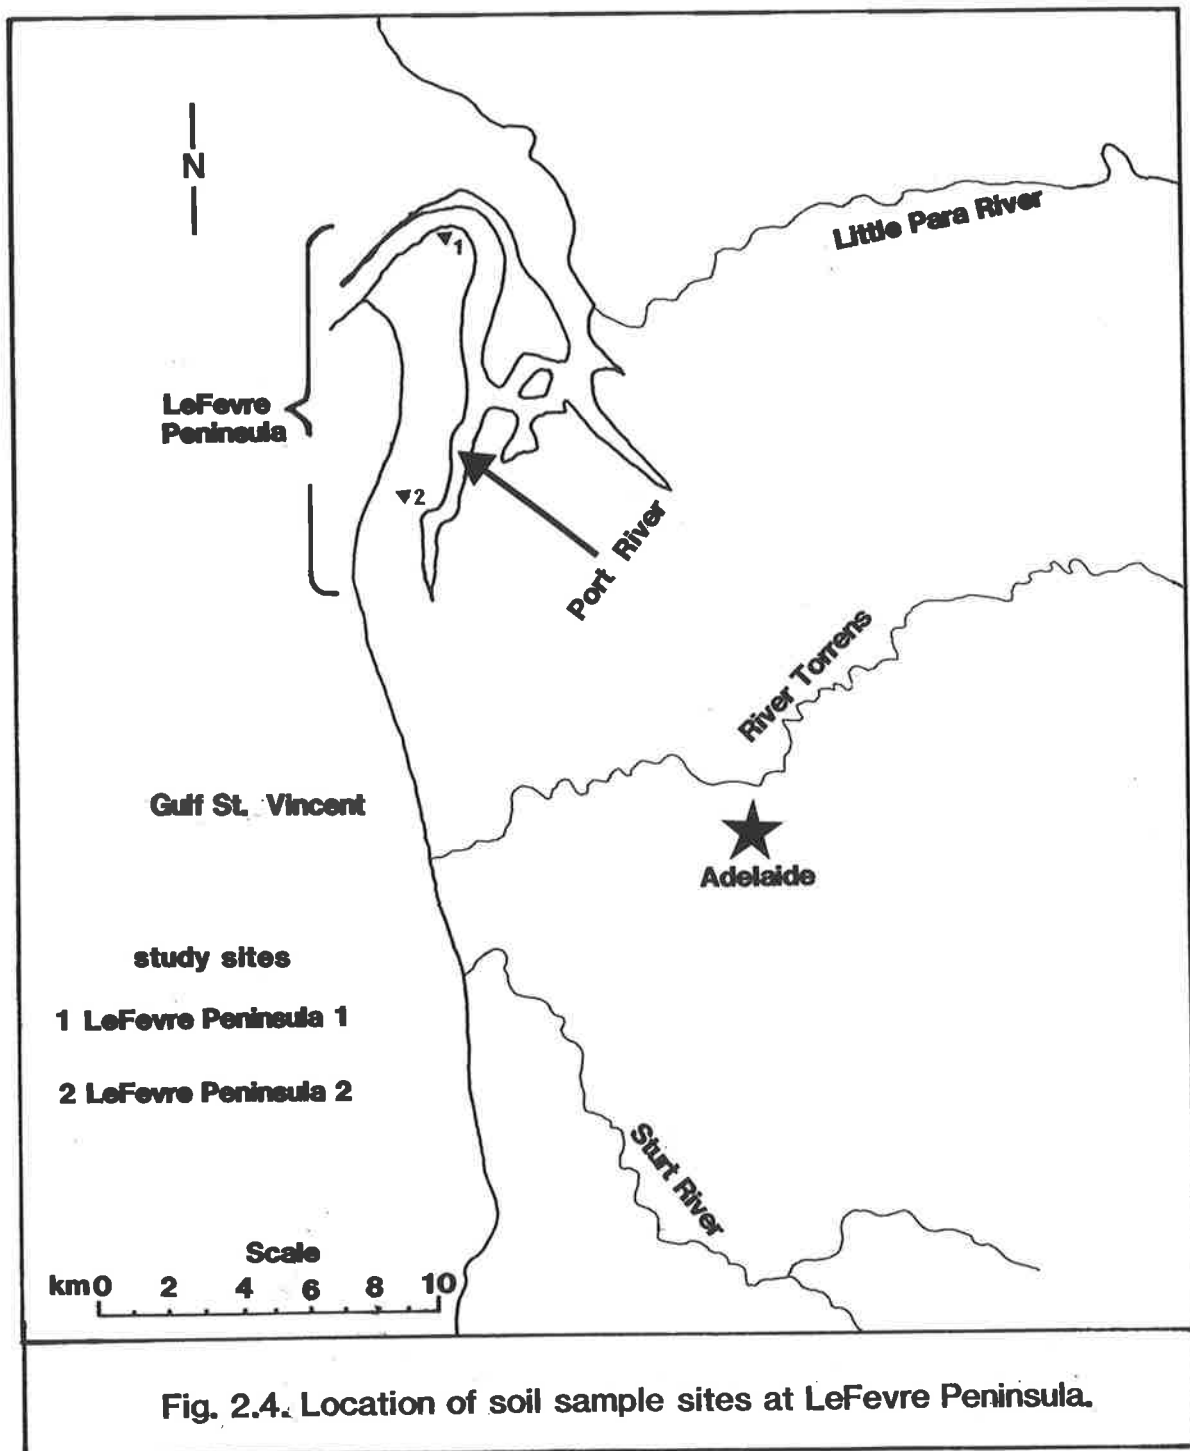 N
1
Little Para River
LeFevre
Peninsula
2
Port River
River Torrens
Gulf St. Vincent
Adelaide
study sites
1 LeFevre Peninsula 1
2 LeFevre Peninsula 2
Sturt River
Scale
km 0 2 4 6 8 10
Fig. 2.4. Location of soil sample sites at LeFevre Peninsula.